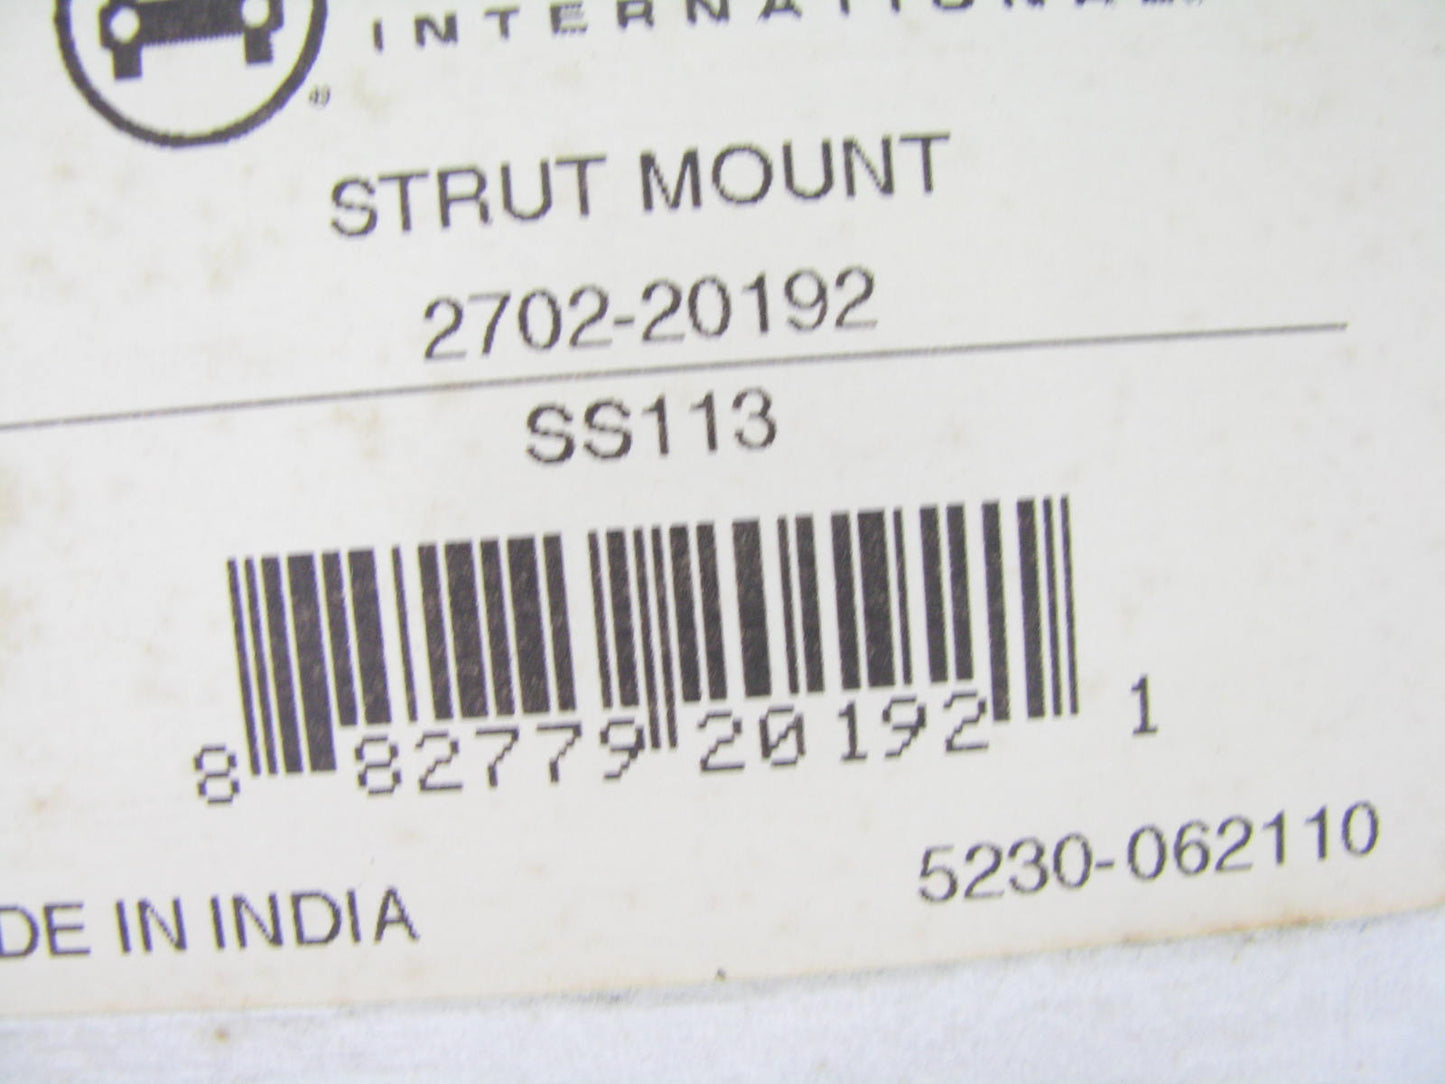 INTERNATIONAL
®
STRUT MOUNT
2702-20192
SS113
8 82779 20192 1
5230-062110
DE IN INDIA